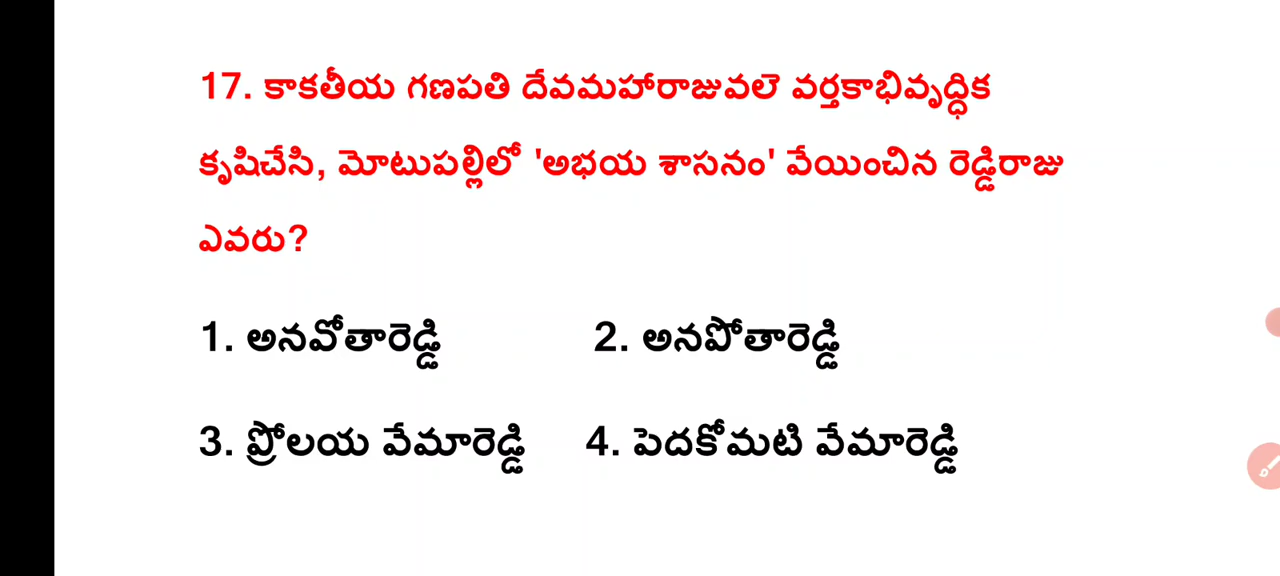 17. కాకతీయ గణపతి దేవమహారాజువలె వర్తకాభివృద్ధిక
కృషిచేసి, మోటుపల్లిలో 'అభయ శాసనం' వేయించిన రెడ్డిరాజు
ఎవరు?
1. అనవోతారెడ్డి 2. అనపోతారెడ్డి
3. ప్రోలయ వేమారెడ్డి 4. పెదకోమటి వేమారెడ్డి